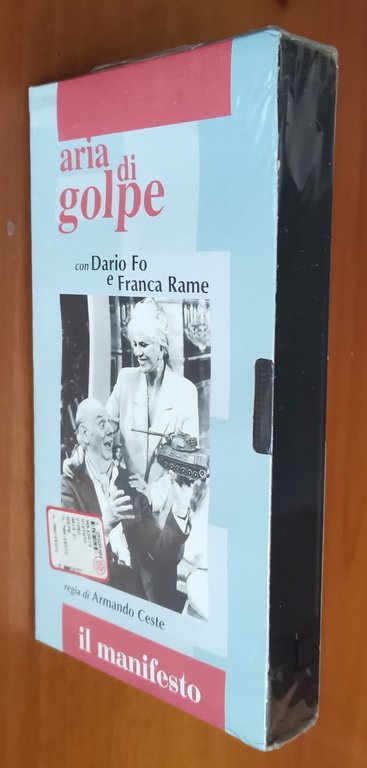 aria di
golpe
con Dario Fo
e Franca Rame
regia di Armando Ceste
il manifesto